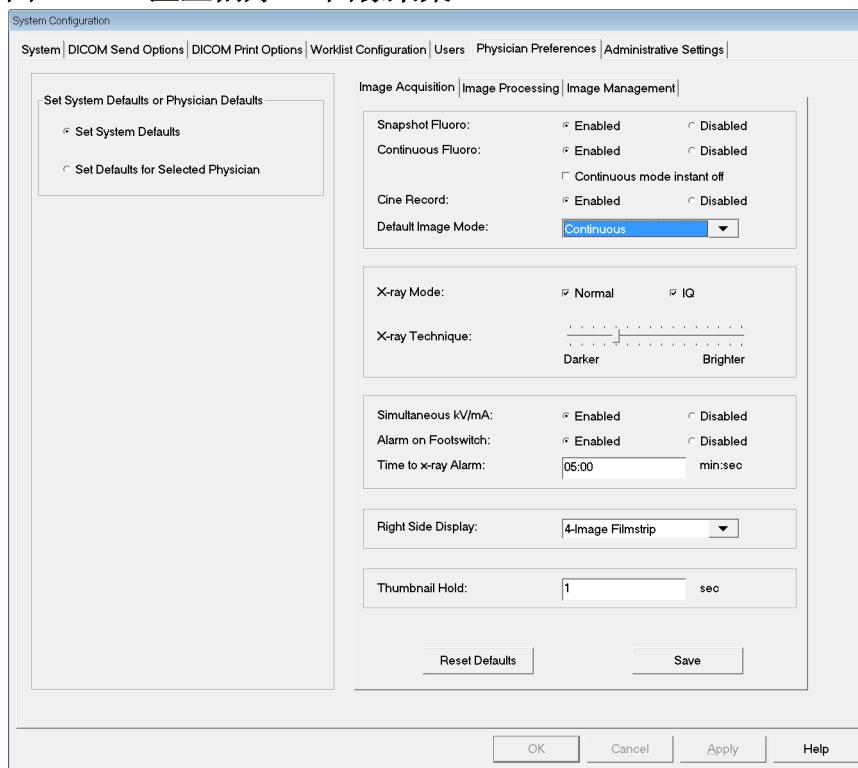 System Configuration
System DICOM Send Options DICOM Print Options Worklist Configuration Users Physician Preferences Administrative Settings
Set System Defaults or Physician Defaults
Set System Defaults
Set Defaults for Selected Physician
Image Acquisition Image Processing Image Management
Snapshot Fluoro: Enabled Disabled
Continuous Fluoro: Enabled Disabled
Continuous mode instant off
Cine Record: Enabled Disabled
Default Image Mode: Continuous
X-ray Mode: Normal IQ
X-ray Technique:
Darker Brighter
Simultaneous kV/mA: Enabled Disabled
Alarm on Footswitch: Enabled Disabled
Time to x-ray Alarm: 05:00 min:sec
Right Side Display: 4-Image Filmstrip
Thumbnail Hold: 1 sec
Reset Defaults Save
OK Cancel Apply Help